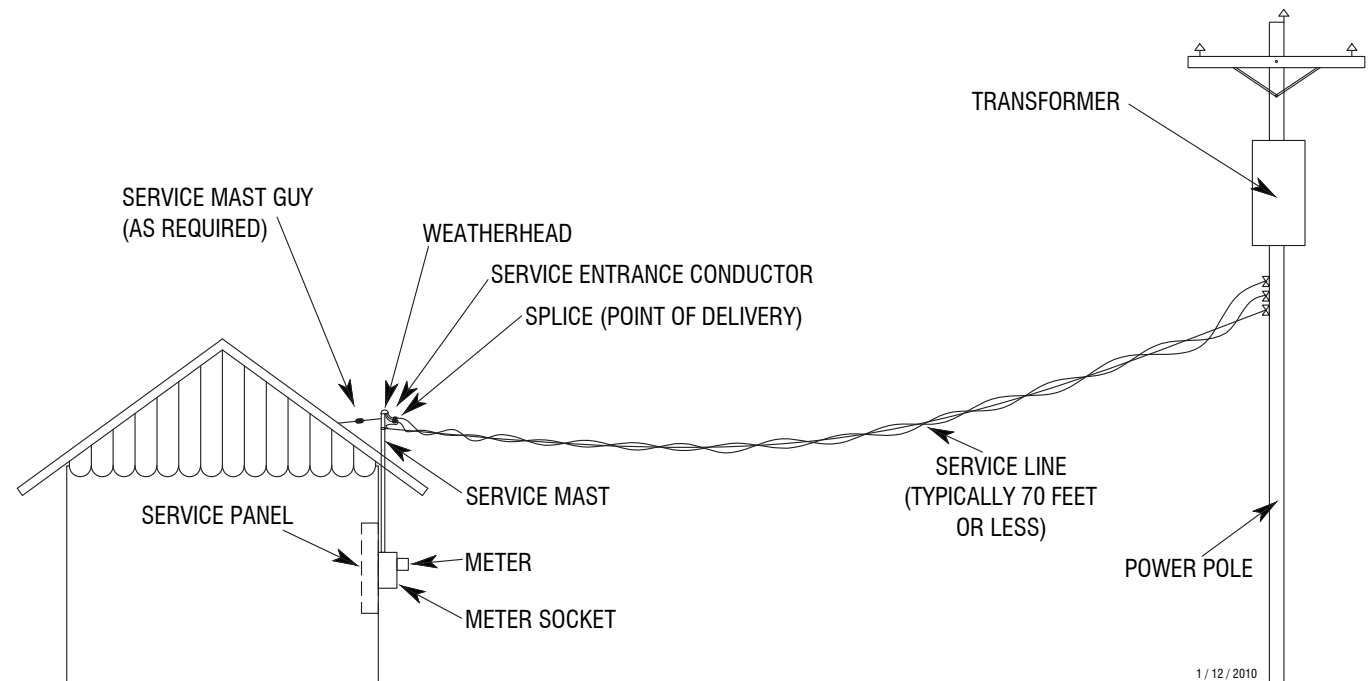 TRANSFORMER
SERVICE MAST GUY
(AS REQUIRED)
WEATHERHEAD
SERVICE ENTRANCE CONDUCTOR
SPLICE (POINT OF DELIVERY)
SERVICE LINE
(TYPICALLY 70 FEET
OR LESS)
SERVICE MAST
SERVICE PANEL
METER
POWER POLE
METER SOCKET
1 / 12 / 2010